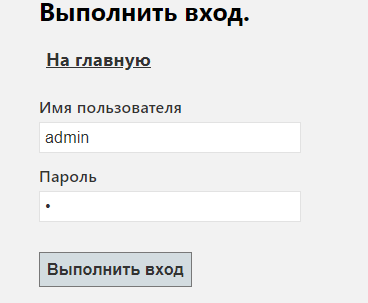 Выполнить вход.
На главную
Имя пользователя
admin
Пароль
•
Выполнить вход